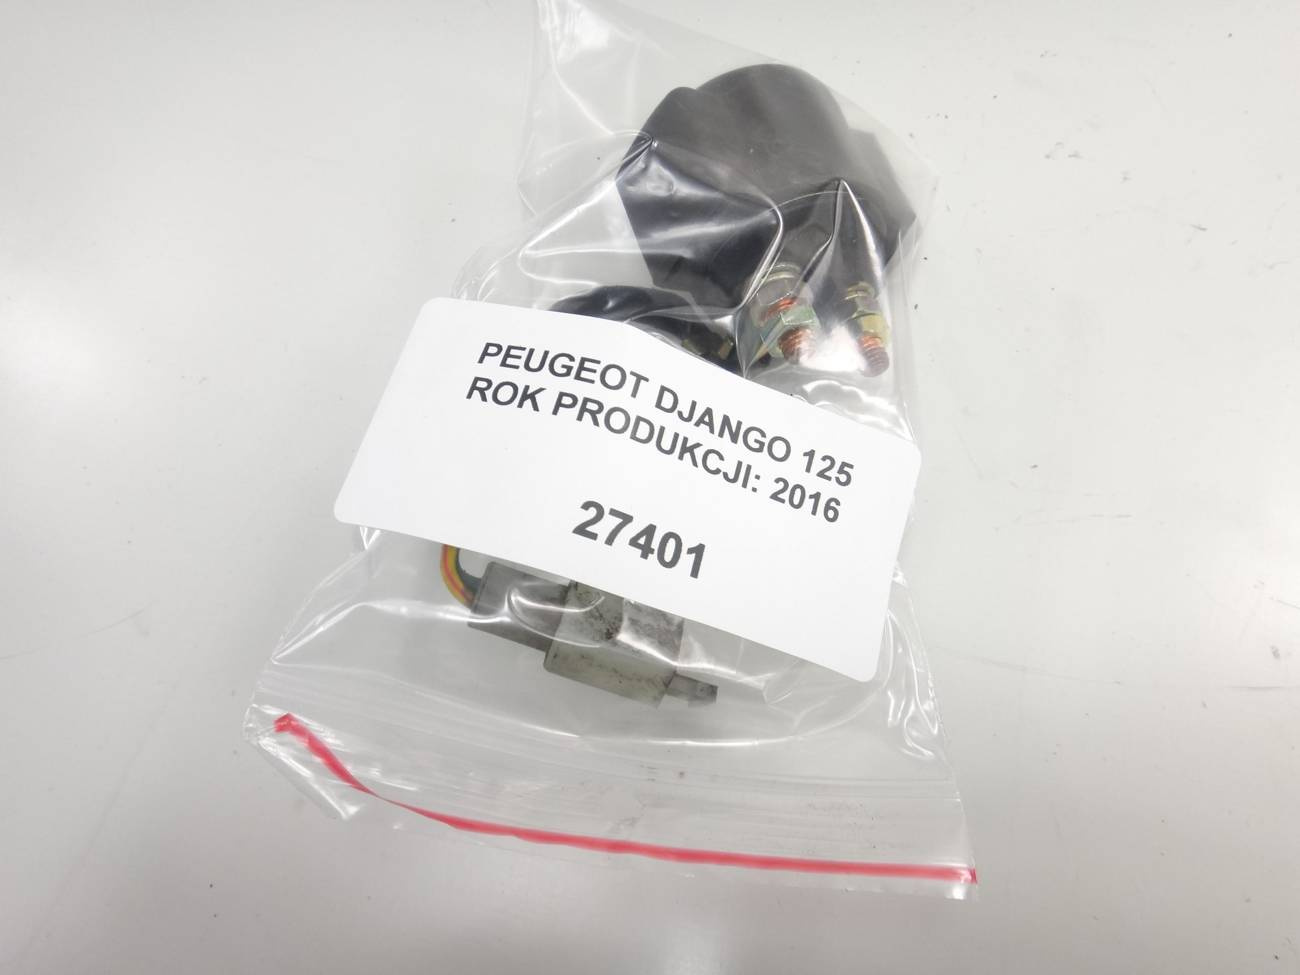 PEUGEOT DJANGO 125
ROK PRODUKCJI: 2016
27401